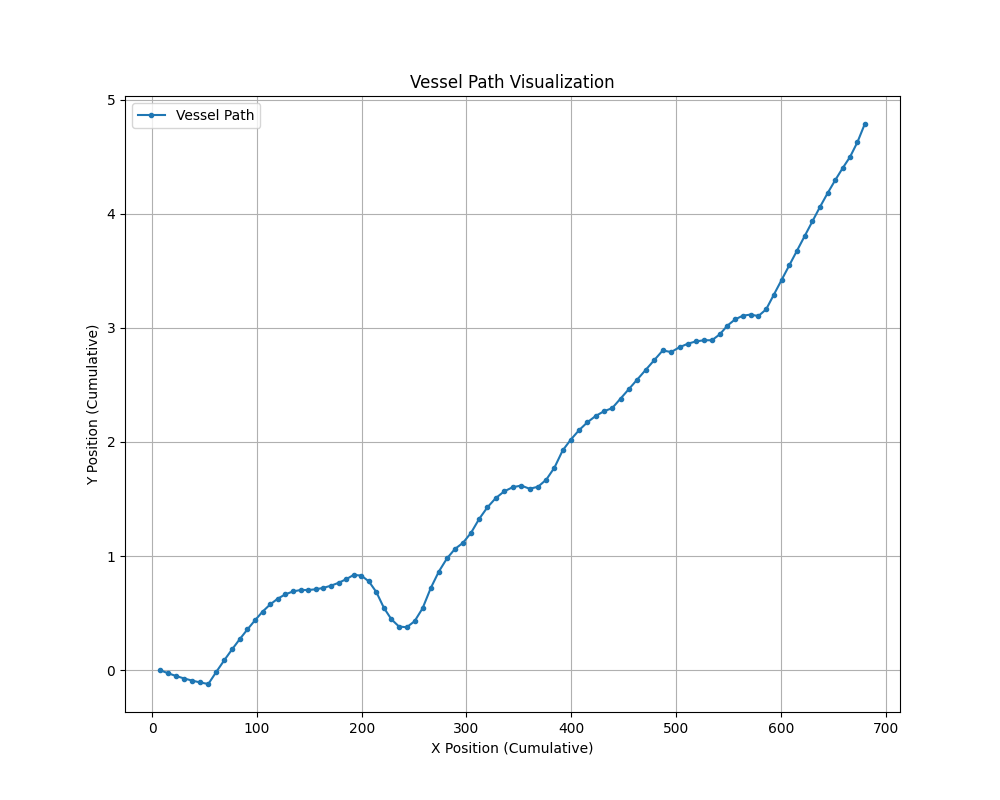 Vessel Path Visualization
Vessel Path
Y Position (Cumulative)
5
4
3
2
1
0
0 100 200 300 400 500 600 700
X Position (Cumulative)